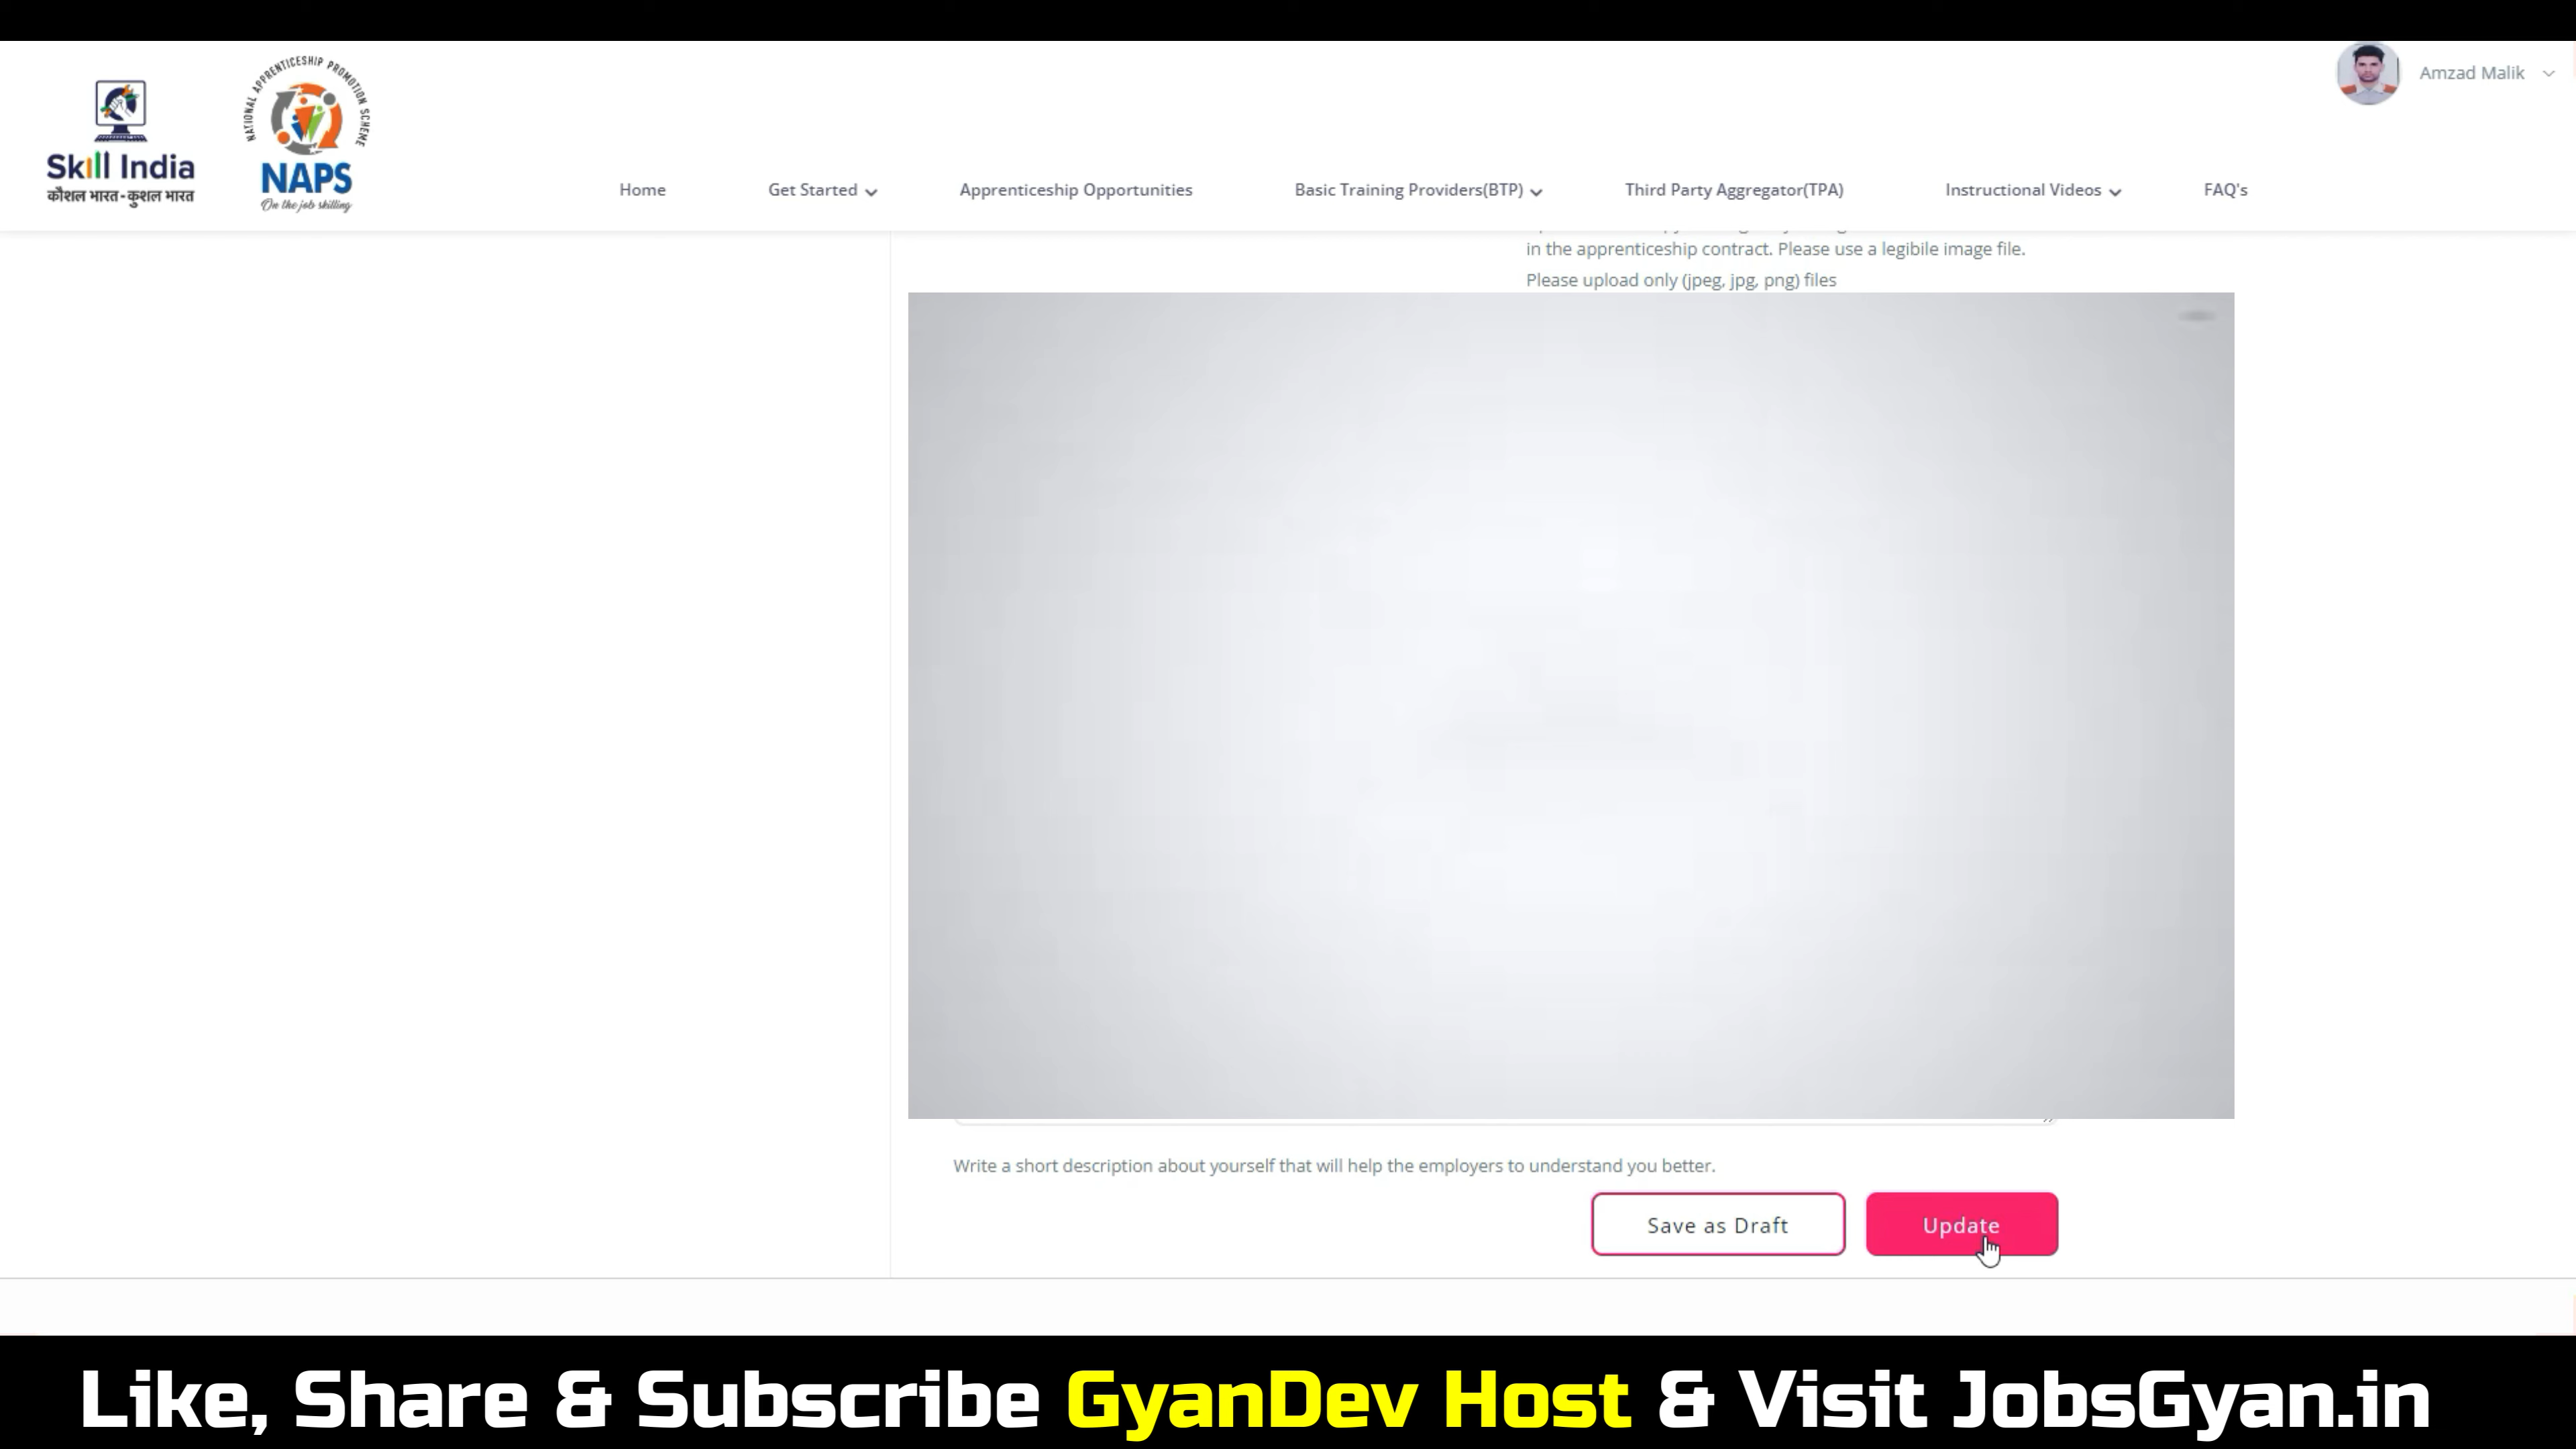 Amzad Malik
NATIONAL APPRENTICESHIP PROMOTION SCHEME
Skill India
कौशल भारत-कुशल भारत
NAPS
On the job skilling
Home
Get Started
Apprenticeship Opportunities
Basic Training Providers(BTP)
Third Party Aggregator(TPA)
Instructional Videos
FAQ's
in the apprenticeship contract. Please use a legibile image file.
Please upload only (jpeg, jpg, png) files
Write a short description about yourself that will help the employers to understand you better.
Save as Draft
Update
Like, Share & Subscribe GyanDev Host & Visit JobsGyan.in